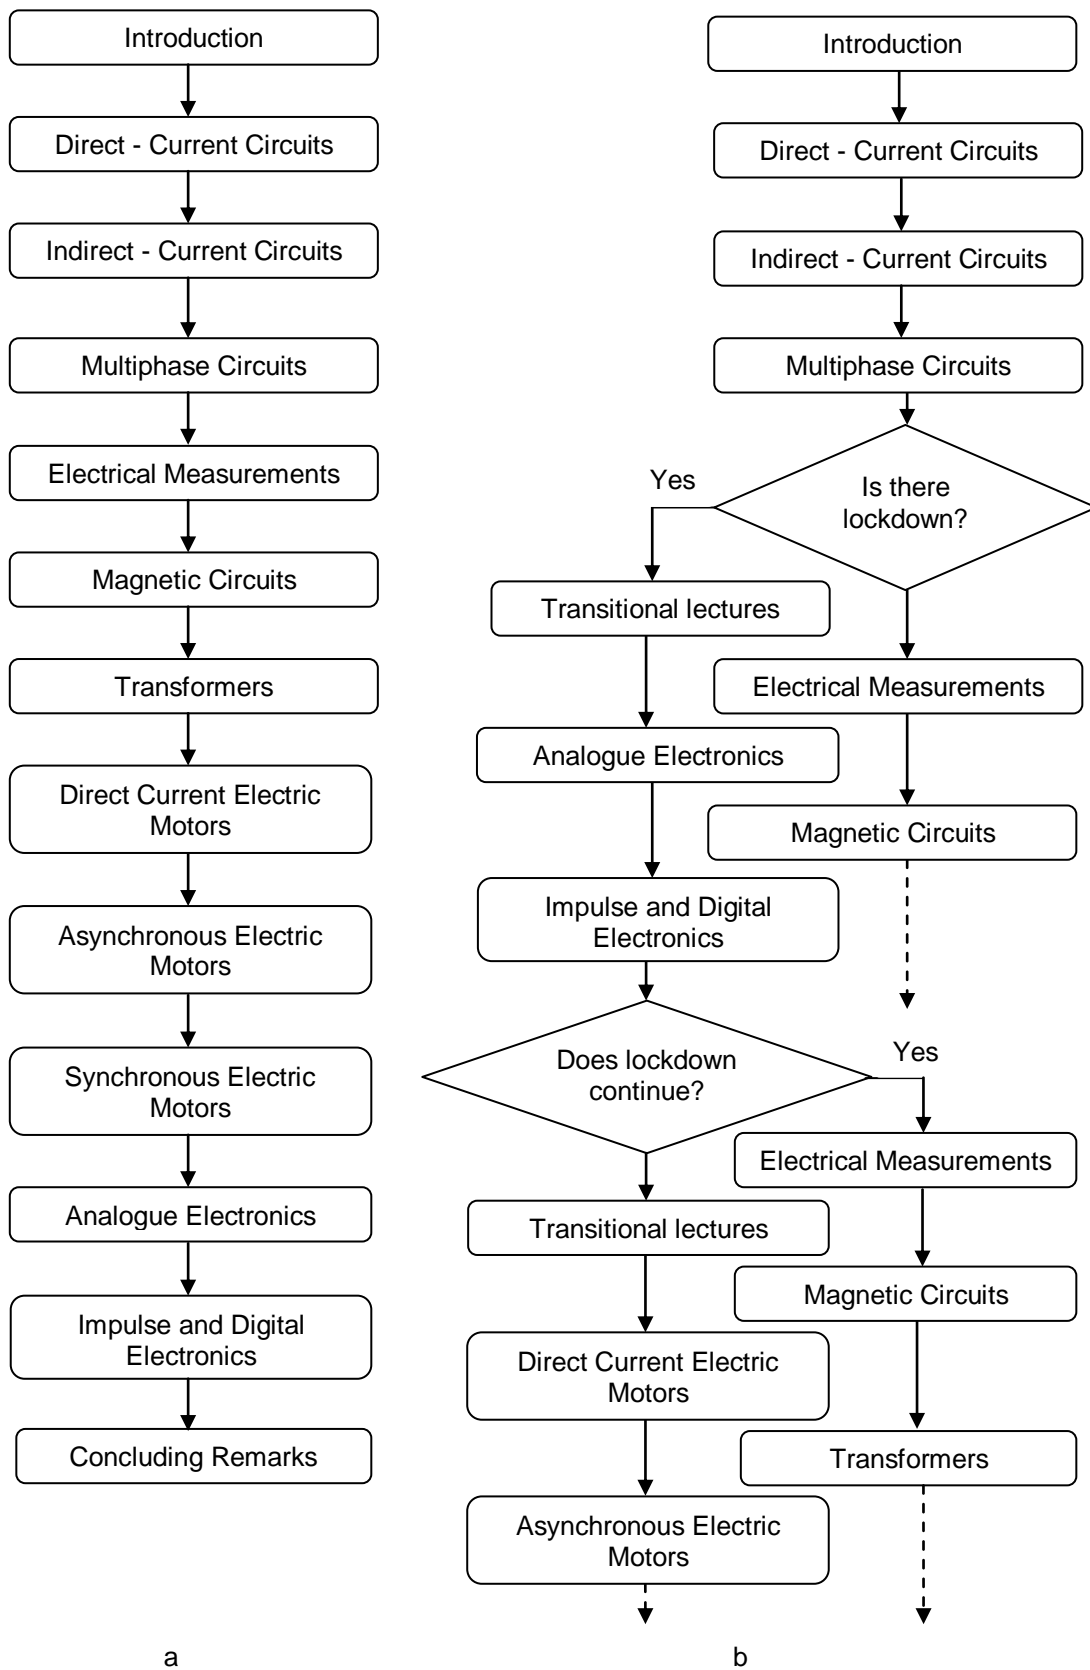 Introduction
Direct - Current Circuits
Indirect - Current Circuits
Multiphase Circuits
Electrical Measurements
Magnetic Circuits
Transformers
Direct Current Electric
Motors
Asynchronous Electric
Motors
Synchronous Electric
Motors
Analogue Electronics
Impulse and Digital
Electronics
Concluding Remarks
a
Introduction
Direct - Current Circuits
Indirect - Current Circuits
Multiphase Circuits
Is there
lockdown?
Yes
Transitional lectures
Analogue Electronics
Impulse and Digital
Electronics
Electrical Measurements
Magnetic Circuits
Does lockdown
continue?
Yes
Transitional lectures
Direct Current Electric
Motors
Asynchronous Electric
Motors
Electrical Measurements
Magnetic Circuits
Transformers
b